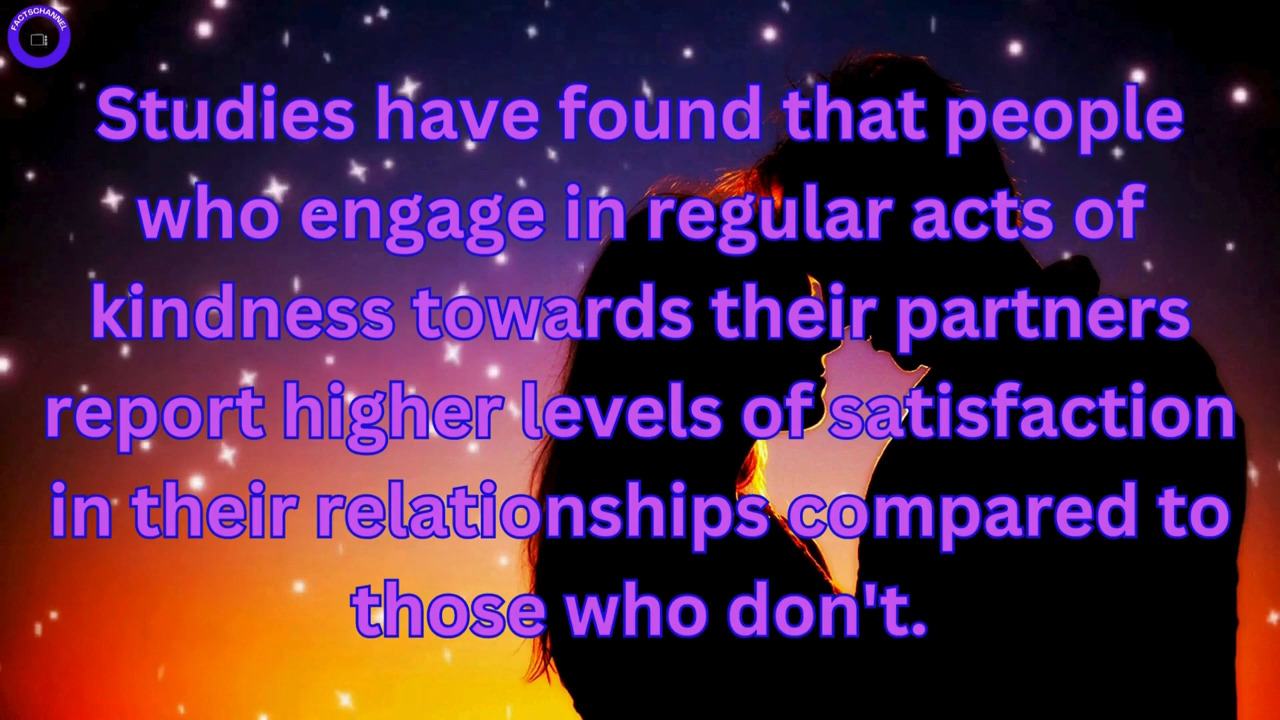 FACTSCHANNEL
Studies have found that people
who engage in regular acts of
kindness towards their partners
report higher levels of satisfaction
in their relationships compared to
those who don't.